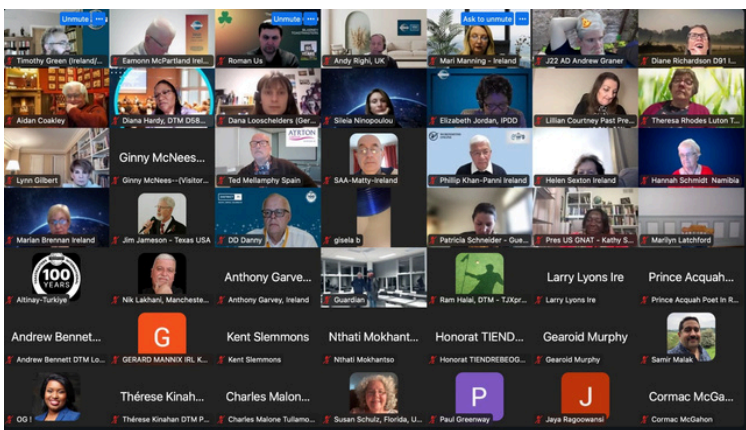 Unmute
Unmute
Ask to unmute
Timothy Green (Ireland/...
Eamonn McPartland Irel...
Roman Us
Andy Righi, UK
Mari Manning - Ireland
J22 AD Andrew Graner
Diane Richardson D91 I...
Aidan Coakley
Diana Hardy, DTM D58...
Dana Looschelders (Ger...
Sileia Ninopoulou
Elizabeth Jordan, IPDD
Lillian Courtney Past Pre...
Theresa Rhodes Luton T...
AYRTON
Ginny McNees...
Lynn Gilbert
Ginny McNees--(Visitor...
Ted Mellamphy Spain
SAA-Matty-Ireland
Phillip Khan-Panni Ireland
Helen Sexton Ireland
Hannah Schmidt Namibia
Marian Brennan Ireland
Jim Jameson - Texas USA
DD Danny
gisela b
Patricia Schneider - Gue...
Pres US GNAT - Kathy S...
Marilyn Latchford
100
YEARS
Anthony Garve...
Larry Lyons Ire
Prince Acquah...
Altinay-Turkiye
Nik Lakhani, Mancheste...
Anthony Garvey, Ireland
Guardian
Ram Halai, DTM - TJXpr...
Larry Lyons Ire
Prince Acquah Poet In R...
Andrew Bennet...
G
Kent Slemmons
Nthati Mokhant...
Honorat TIEND...
Gearoid Murphy
Andrew Bennett DTM Lo...
GERARD MANNIX IRL K...
Kent Slemmons
Nthati Mokhantso
Honorat TIENDREBEOG...
Gearoid Murphy
Samir Malak
Thérese Kinah...
Charles Malon...
P
J
Cormac McGa...
OG !
Thérese Kinahan DTM P...
Charles Malone Tullamo...
Susan Schulz, Florida, U...
Paul Greenway
Jaya Ragoowansi
Cormac McGahon